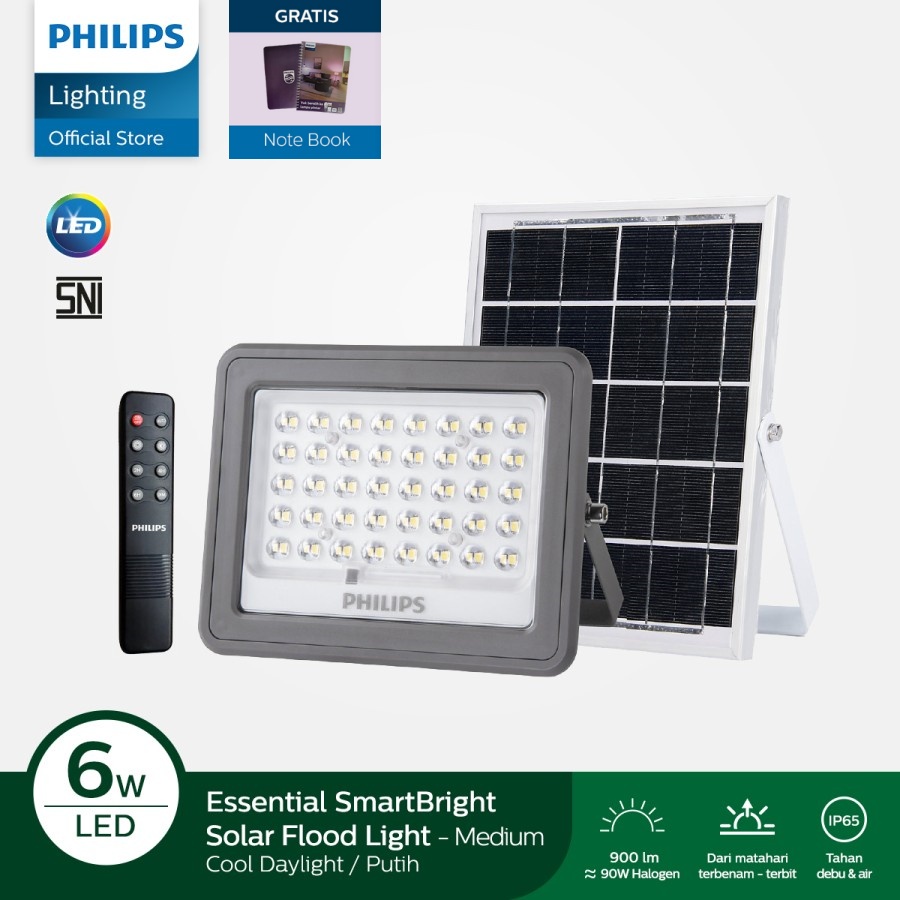 PHILIPS
Lighting
Official Store
GRATIS
Note Book
LED
SNI
PHILIPS
PHILIPS
6W
LED
Essential SmartBright
Solar Flood Light - Medium
Cool Daylight / Putih
900 lm
≈ 90W Halogen
Dari matahari
terbenam - terbit
IP65
Tahan
debu & air